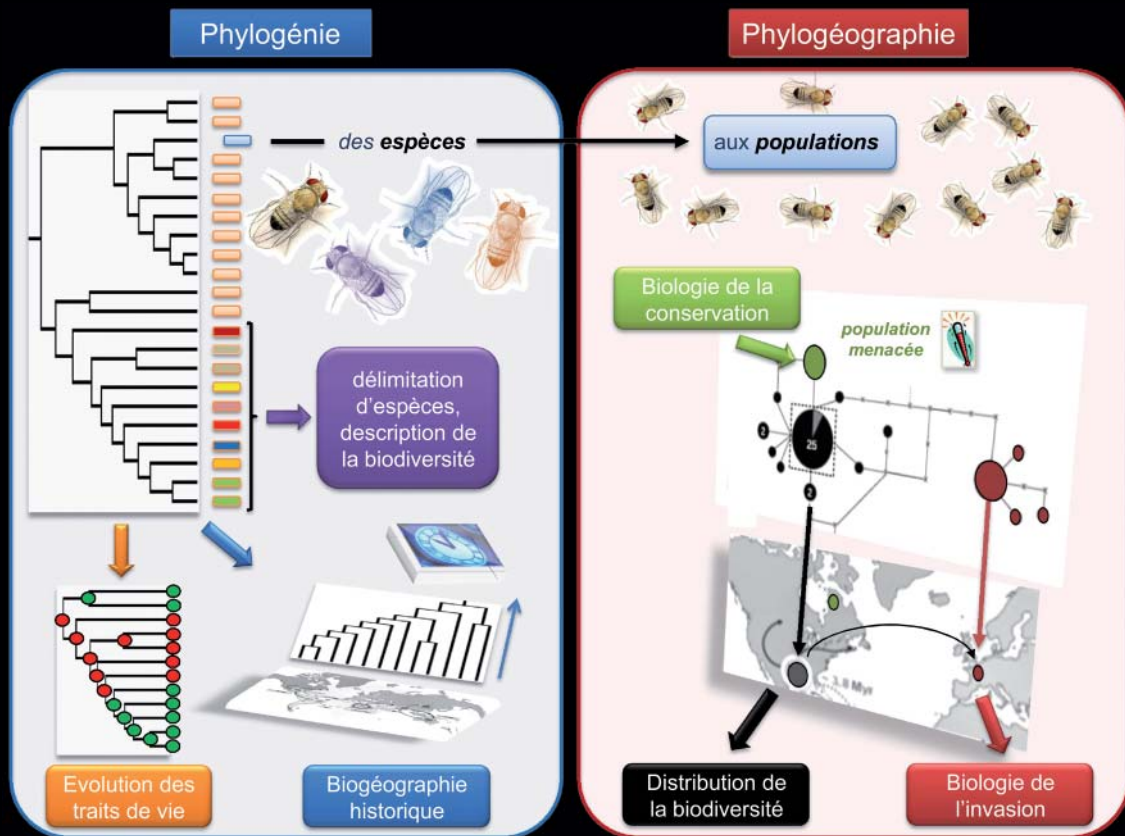 Phylogénie
Phylogéographie
des espèces
aux populations
Biologie de la
conservation
population
menacée
délimitation
d'espèces,
description de
la biodiversité
2
25
2
3.8 Myr
Evolution des
traits de vie
Biogéographie
historique
Distribution de
la biodiversité
Biologie de
l'invasion